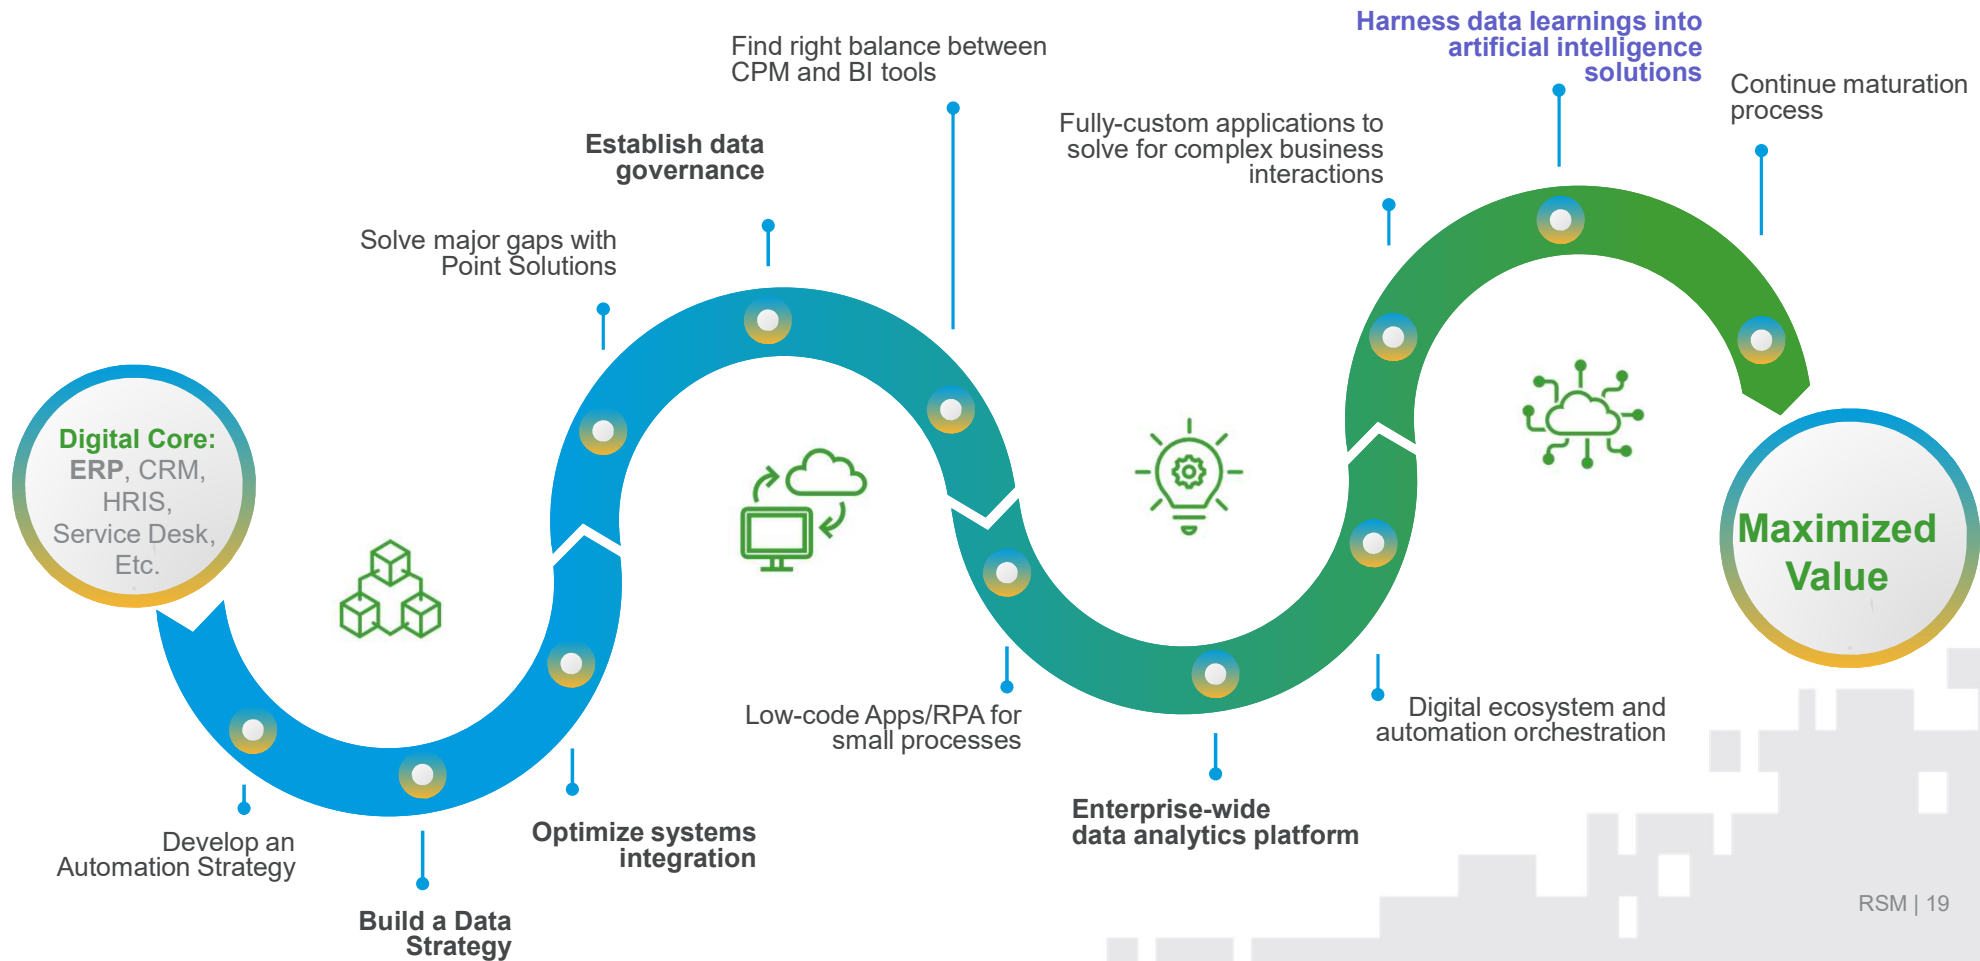 Digital Core:
ERP, CRM,
HRIS,
Service Desk,
Etc.
Develop an
Automation Strategy
Build a Data
Strategy
Optimize systems
integration
Solve major gaps with
Point Solutions
Establish data
governance
Find right balance between
CPM and BI tools
Low-code Apps/RPA for
small processes
Enterprise-wide
data analytics platform
Digital ecosystem and
automation orchestration
Fully-custom applications to
solve for complex business
interactions
Harness data learnings into
artificial intelligence
solutions
Continue maturation
process
Maximized
Value
RSM | 19